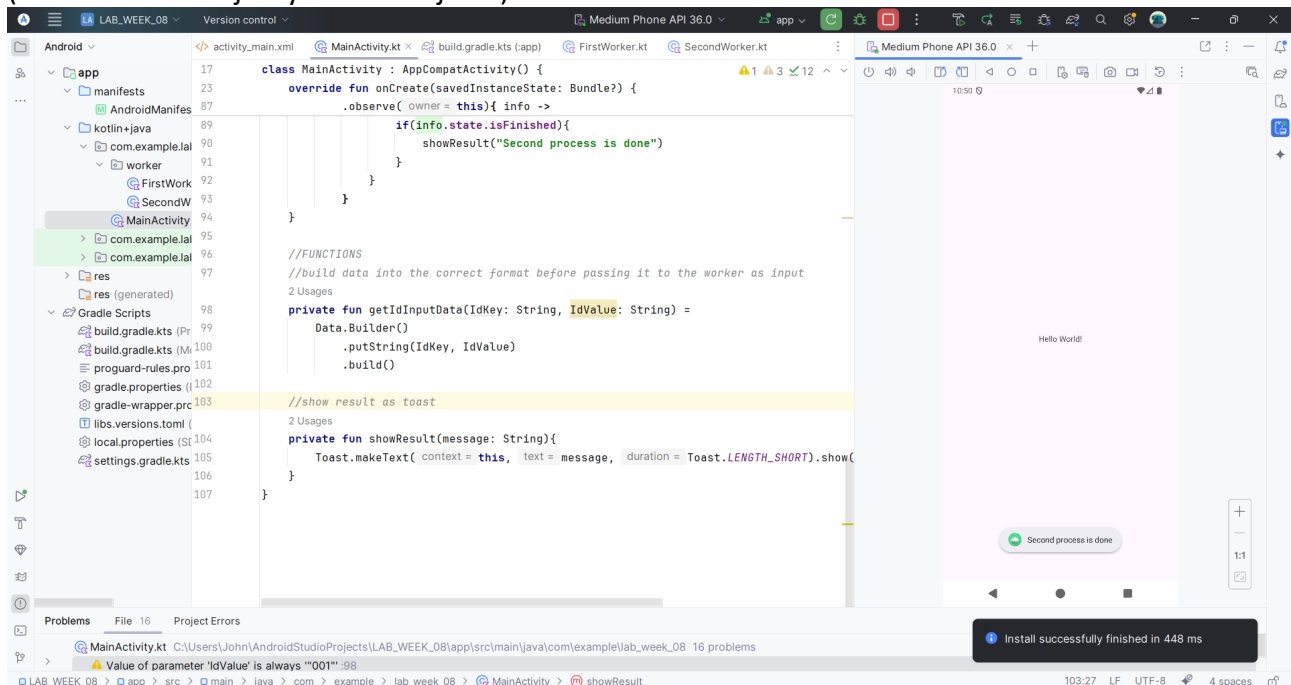 LA LAB_WEEK_08 Version control Medium Phone API 36.0 app
Android
activity_main.xml MainActivity.kt build.gradle.kts (:app) FirstWorker.kt SecondWorker.kt
Medium Phone API 36.0
app
manifests
AndroidManifes
kotlin+java
com.example.lal
worker
FirstWork
SecondW
MainActivity
com.example.lal
com.example.lal
res
res (generated)
Gradle Scripts
build.gradle.kts (Pr
build.gradle.kts (Mo
proguard-rules.pro
gradle.properties (
gradle-wrapper.prc
libs.versions.toml (
local.properties (SD
settings.gradle.kts
17 class MainActivity : AppCompatActivity() { 1 3 12
23 override fun onCreate(savedInstanceState: Bundle?) {
87 .observe( owner = this){ info ->
89 if(info.state.isFinished){
90 showResult("Second process is done")
91 }
92 }
93 }
94 }
95
96 //FUNCTIONS
97 //build data into the correct format before passing it to the worker as input
2 Usages
98 private fun getIdInputData(IdKey: String, IdValue: String) =
99 Data.Builder()
100 .putString(IdKey, IdValue)
101 .build()
102
103 //show result as toast
2 Usages
104 private fun showResult(message: String){
105 Toast.makeText( context = this, text = message, duration = Toast.LENGTH_SHORT).show(
106 }
107 }
10:50
Hello World!
Second process is done
1:1
Problems File 16 Project Errors
MainActivity.kt C:\Users\John\AndroidStudioProjects\LAB_WEEK_08\app\src\main\java\com\example\lab_week_08 16 problems
Value of parameter 'IdValue' is always '"001"' :98
Install successfully finished in 448 ms
LAB_WEEK_08 > app > src > main > java > com > example > lab_week_08 > MainActivity > showResult 103:27 LF UTF-8 4 spaces